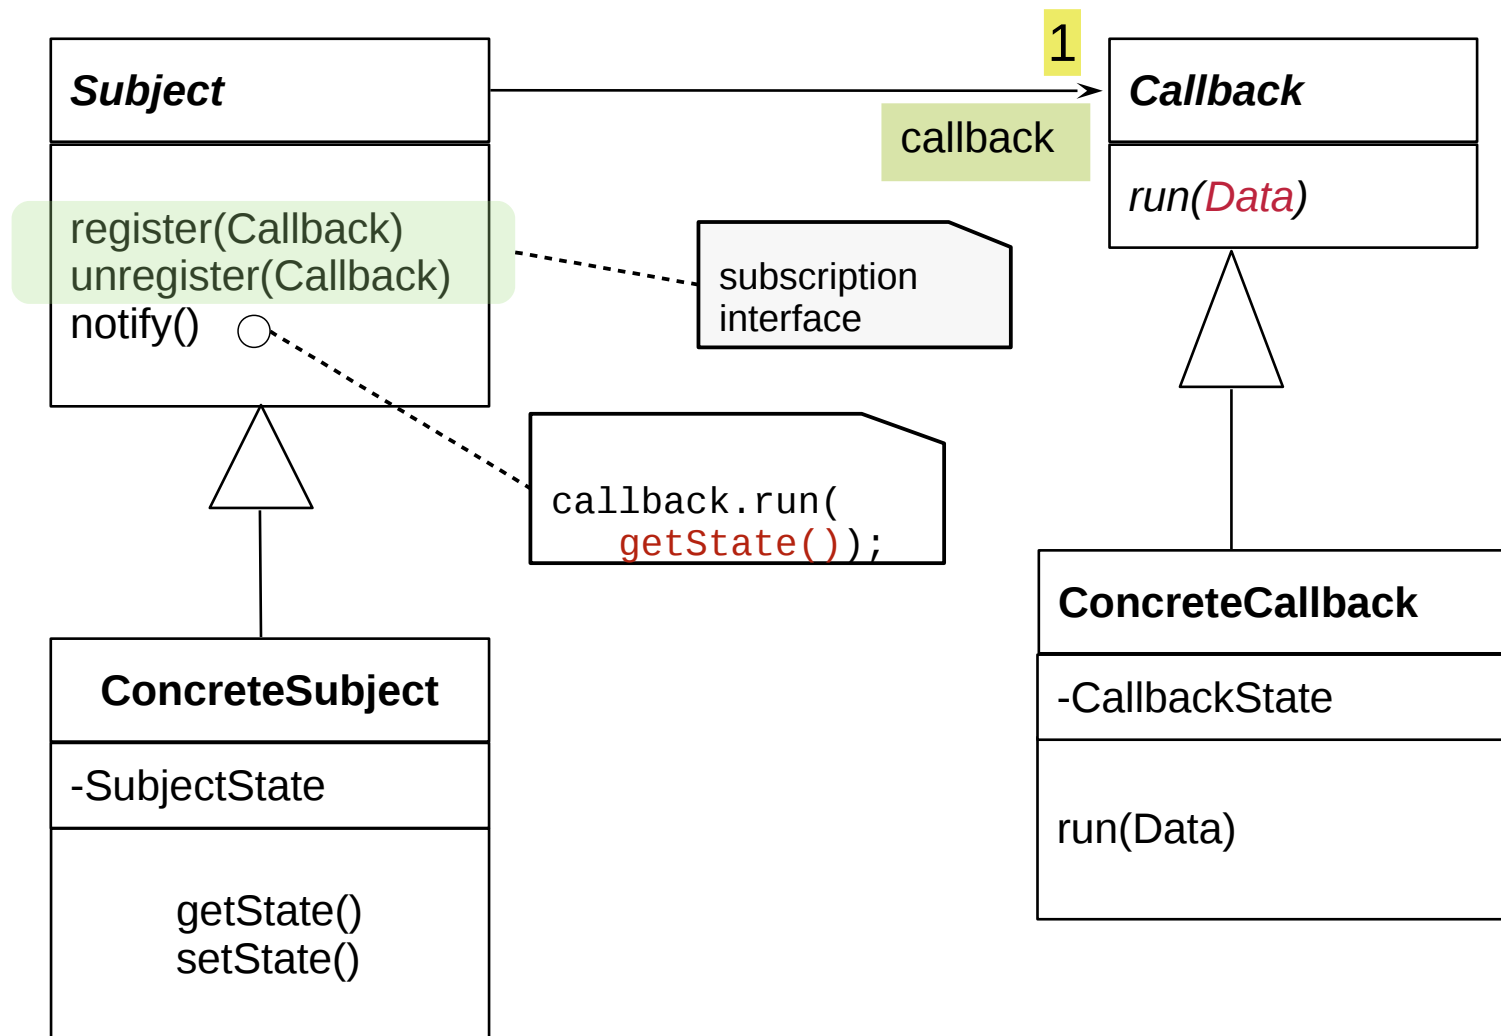 Subject
1
callback
Callback
run(Data)
register(Callback)
unregister(Callback)
notify()
subscription
interface
callback.run(
getState());
ConcreteSubject
-SubjectState
getState()
setState()
ConcreteCallback
-CallbackState
run(Data)